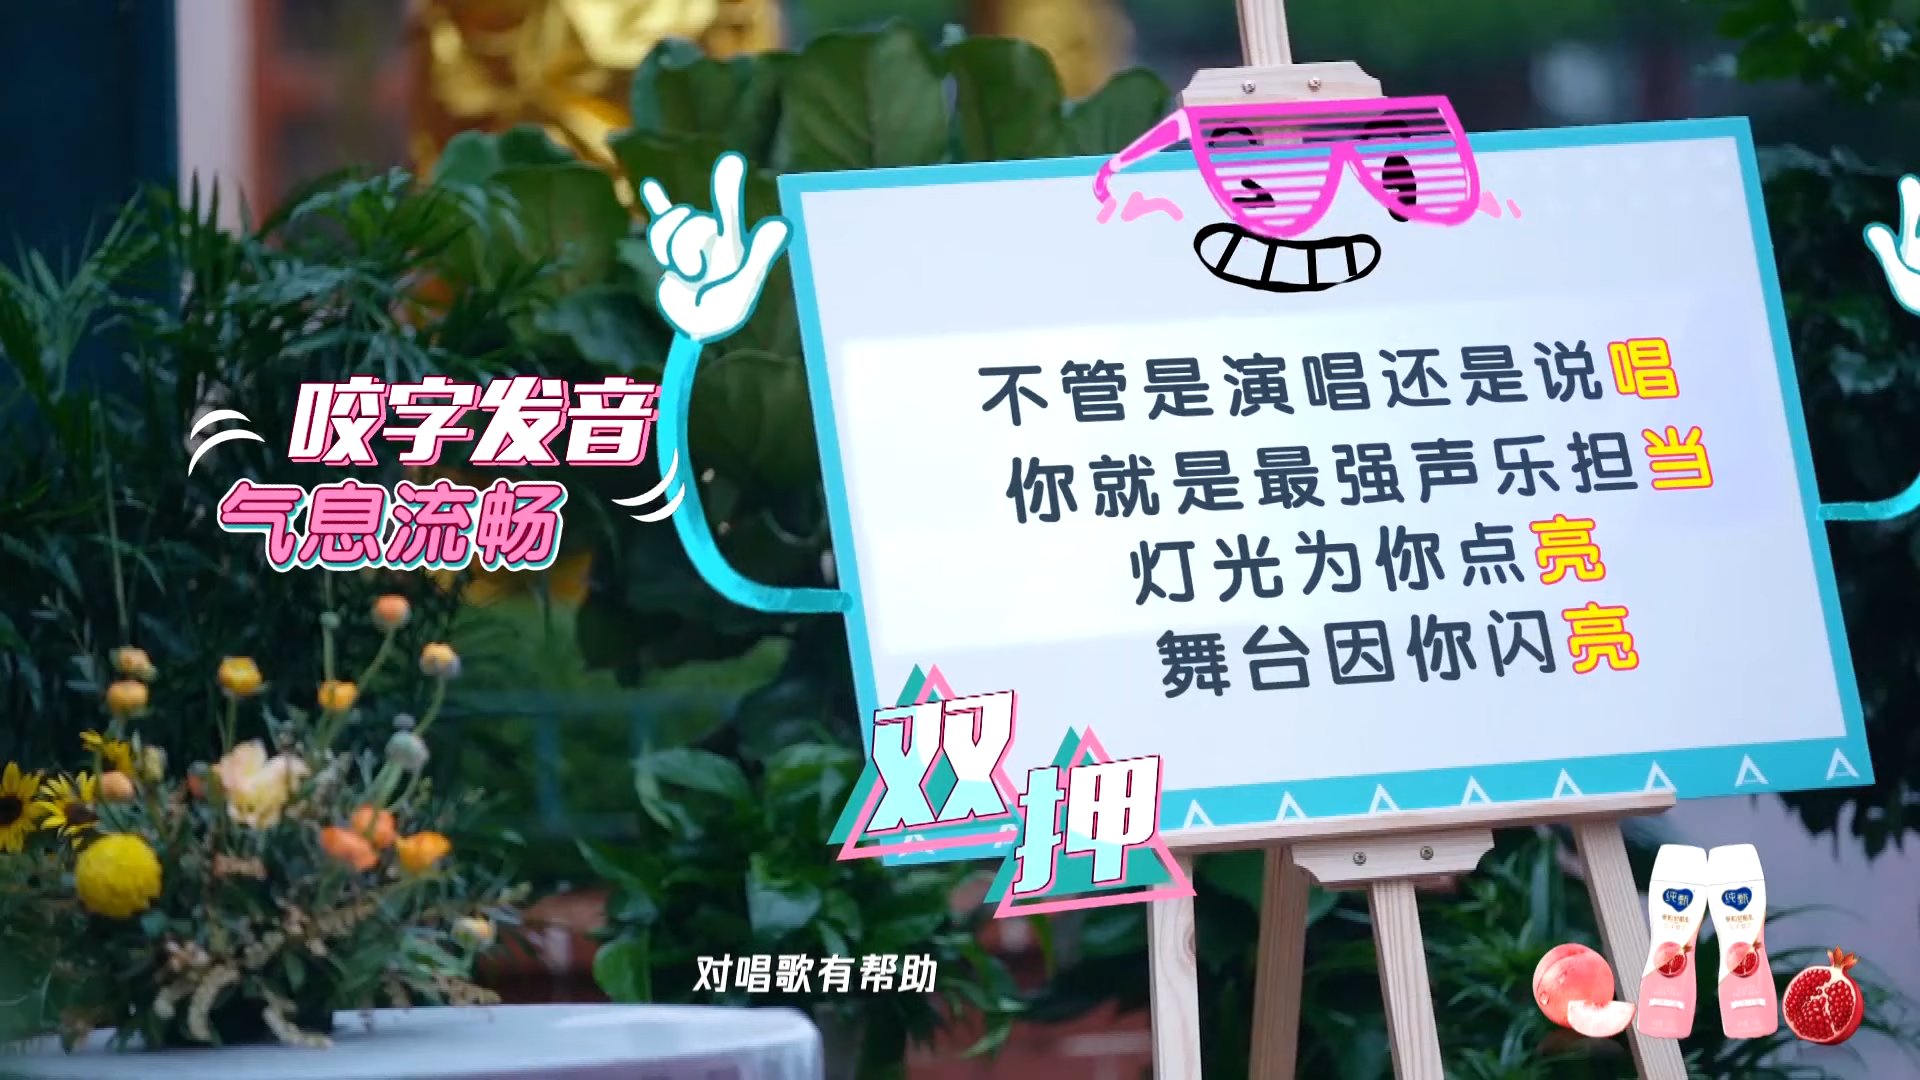 不管是演唱还是说唱
你就是最强声乐担当
灯光为你点亮
舞台因你闪亮
咬字发音
气息流畅
双押
对唱歌有帮助
纯甄
纯甄